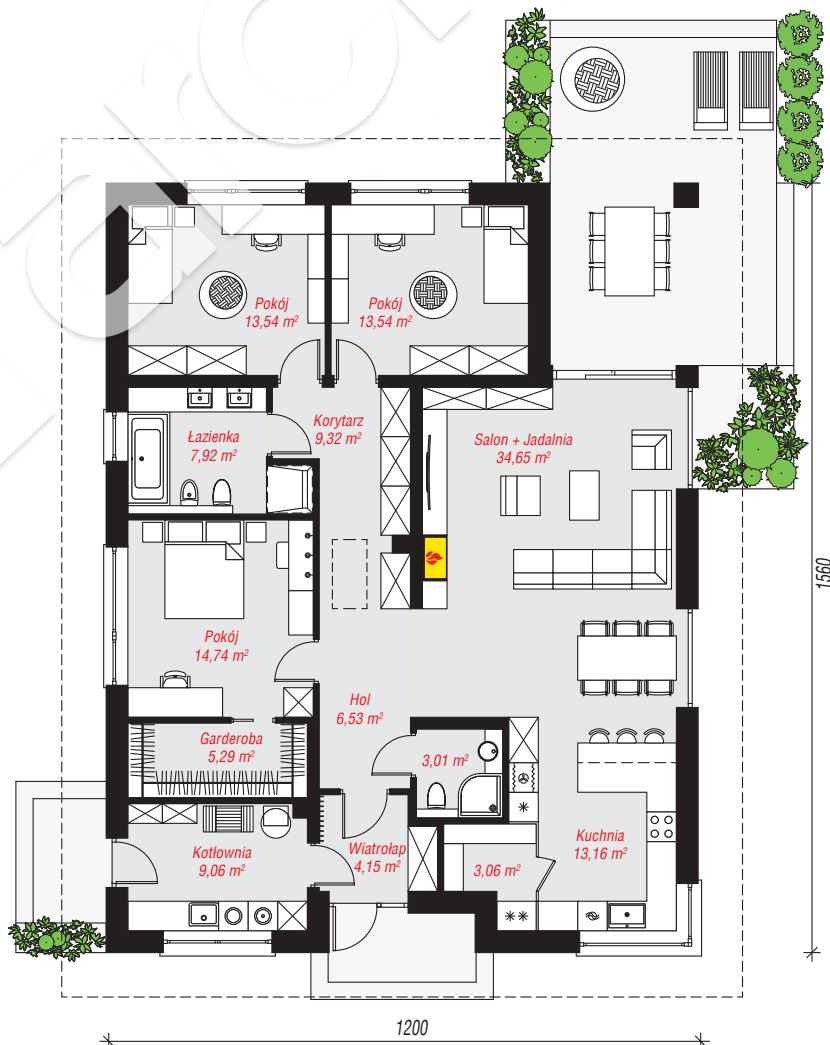 Pokój
13,54 m²
Pokój
13,54 m²
Łazienka
7,92 m²
Korytarz
9,32 m²
Salon + Jadalnia
34,65 m²
1560
Pokój
14,74 m²
Hol
6,53 m²
Garderoba
5,29 m²
3,01 m²
Kotłownia
9,06 m²
Wiatrołap
4,15 m²
3,06 m²
Kuchnia
13,16 m²
1200